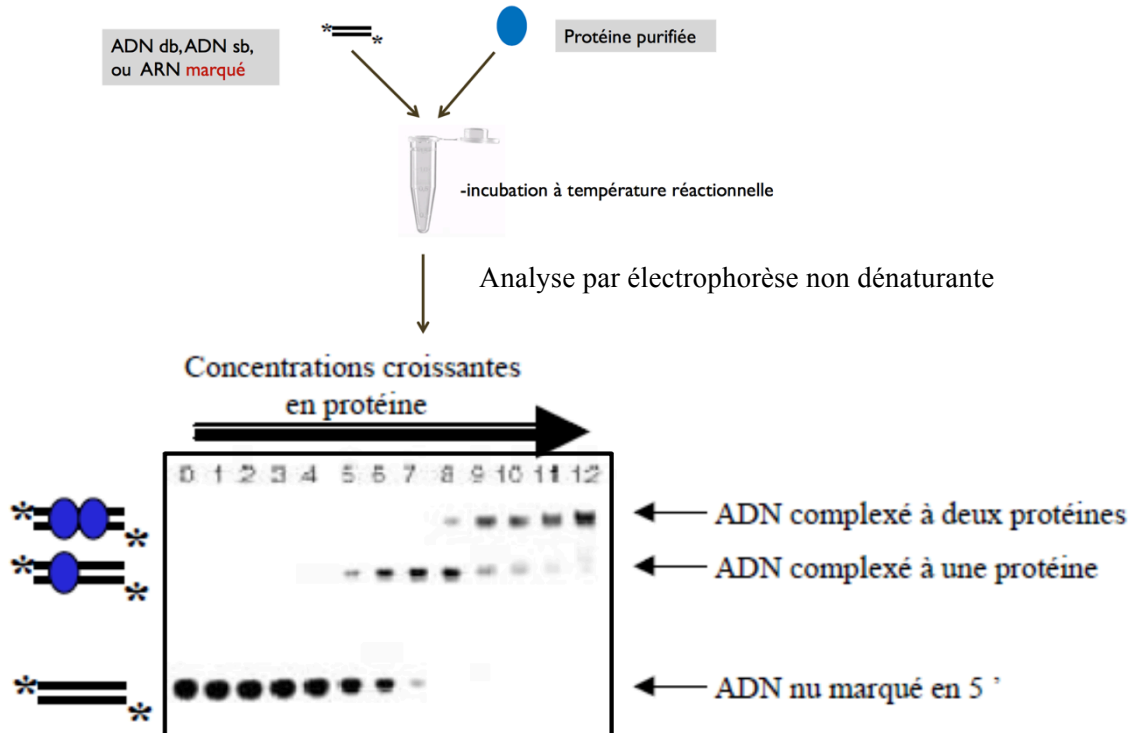 ADN db, ADN sb,
ou ARN marqué
Protéine purifiée
-incubation à température réactionnelle
Analyse par électrophorèse non dénaturante
Concentrations croissantes
en protéine
0 1 2 3 4 5 6 7 8 9 10 11 12
ADN complexé à deux protéines
ADN complexé à une protéine
ADN nu marqué en 5 ’